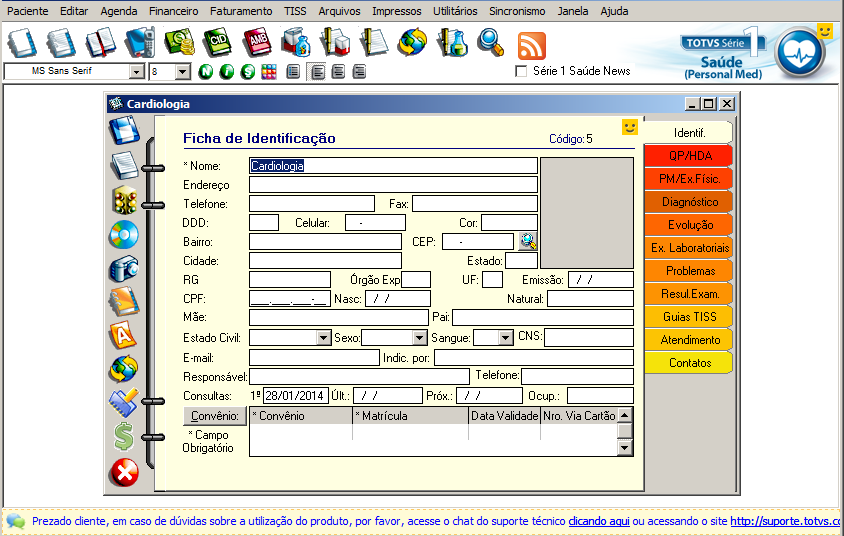 Paciente Editar Agenda Financeiro Faturamento TISS Arquivos Impressos Utilitários Sincronismo Janela Ajuda
CID AMB
TOTVS Série 1
Saúde
(Personal Med)
MS Sans Serif 8 N F S Série 1 Saúde News
Cardiologia
Ficha de Identificação Código: 5
* Nome: Cardiologia
Endereço
Telefone: Fax:
DDD: Celular: - Cor:
Bairro: CEP: -
Cidade: Estado:
RG Órgão Exp UF: Emissão: / /
CPF: ___.___.___-__ Nasc: / / Natural:
Mãe: Pai:
Estado Civil: Sexo: Sangue: CNS:
E-mail: Indic. por:
Responsável: Telefone:
Consultas: 1ª 28/01/2014 Últ.: / / Próx.: / / Ocup.:
Convênio: * Convênio * Matrícula Data Validade Nro. Via Cartão
* Campo
Obrigatório
Identif.
QP/HDA
PM/Ex.Físic.
Diagnóstico
Evolução
Ex. Laboratoriais
Problemas
Resul.Exam.
Guias TISS
Atendimento
Contatos
Prezado cliente, em caso de dúvidas sobre a utilização do produto, por favor, acesse o chat do suporte técnico clicando aqui ou acessando o site http://suporte.totvs.co